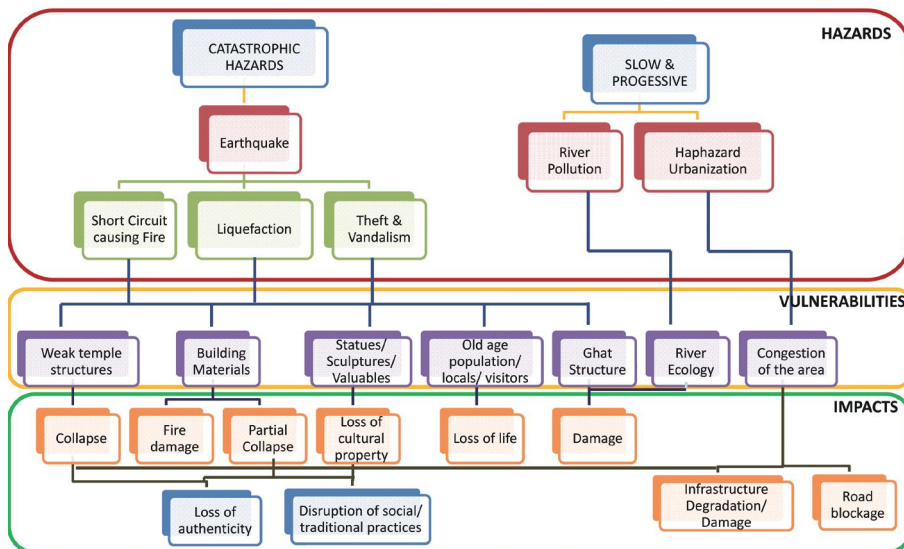 HAZARDS
CATASTROPHIC
HAZARDS
SLOW &
PROGESSIVE
Earthquake
River
Pollution
Haphazard
Urbanization
Short Circuit
causing Fire
Liquefaction
Theft &
Vandalism
VULNERABILITIES
Weak temple
structures
Building
Materials
Statues/
Sculptures/
Valuables
Old age
population/
locals/ visitors
Ghat
Structure
River
Ecology
Congestion
of the area
IMPACTS
Collapse
Fire
damage
Partial
Collapse
Loss of
cultural
property
Loss of life
Damage
Loss of
authenticity
Disruption of social/
traditional practices
Infrastructure
Degradation/
Damage
Road
blockage